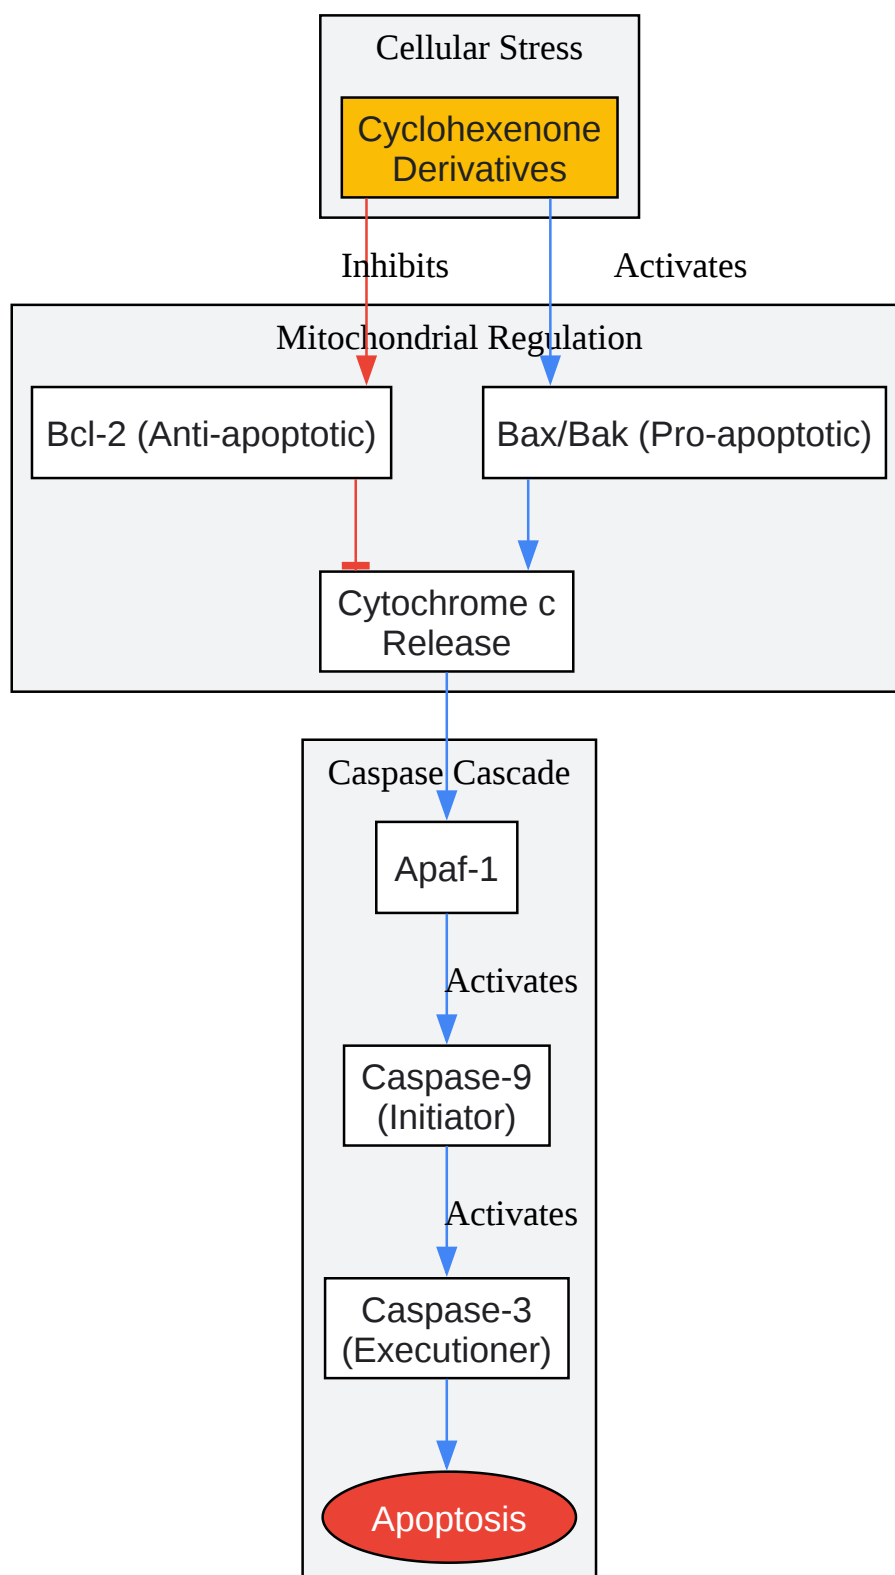 Cellular Stress
Cyclohexenone
Derivatives
Inhibits
Activates
Mitochondrial Regulation
Bcl-2 (Anti-apoptotic)
Bax/Bak (Pro-apoptotic)
Cytochrome c
Release
Caspase Cascade
Apaf-1
Activates
Caspase-9
(Initiator)
Activates
Caspase-3
(Executioner)
Apoptosis